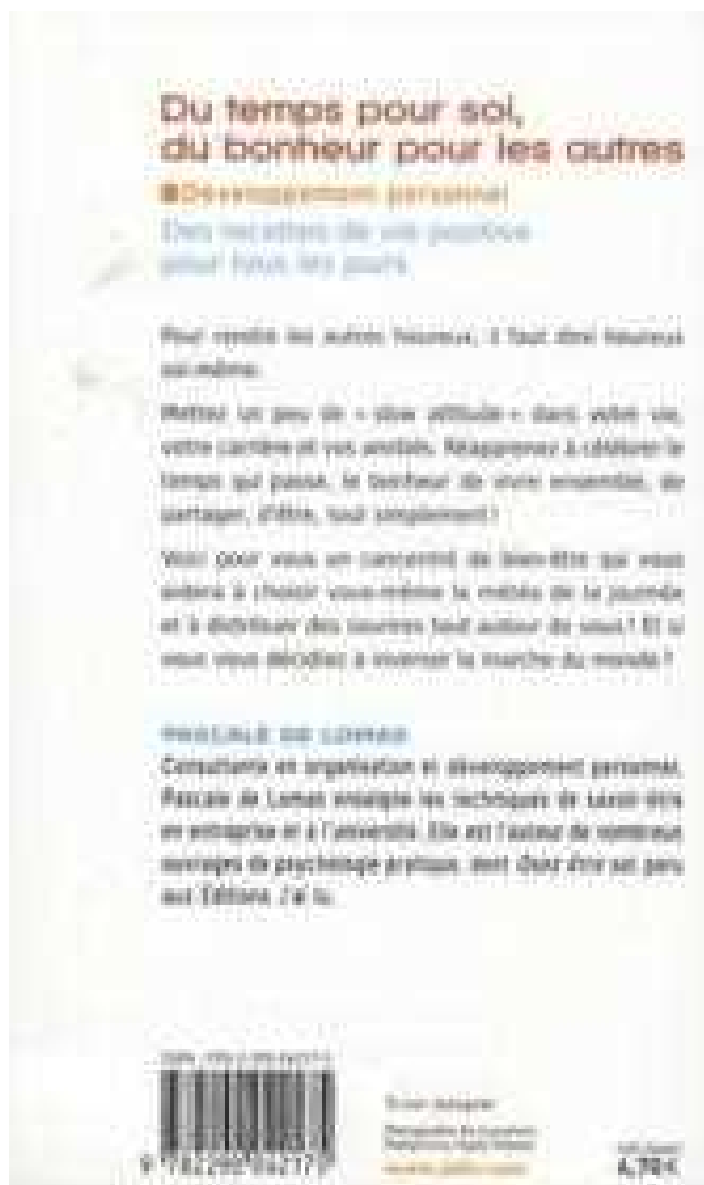 Du temps pour soi,
du bonheur pour les autres
Développement personnel
Des recettes de vie positive
pour tous les jours
Pour rendre les autres heureux, il faut être heureux
soi-même.
Mettez un peu de « slow attitude » dans votre vie,
votre carrière et vos amitiés. Réapprenez à célébrer le
temps qui passe, le bonheur de vivre ensemble, de
partager, d'être, tout simplement !
Voici pour vous un concentré de bien-être qui vous
aidera à choisir vous-même la météo de la journée
et à distribuer des sourires tout autour de vous ! Et si
vous vous décidiez à inverser la marche du monde ?
PASCALE DE LOMAS
Consultante en organisation et développement personnel,
Pascale de Lomas enseigne les techniques de savoir-être
en entreprise et à l'université. Elle est l'auteur de nombreux
ouvrages de psychologie pratique, dont Oser être soi paru
aux Éditions J'ai lu.